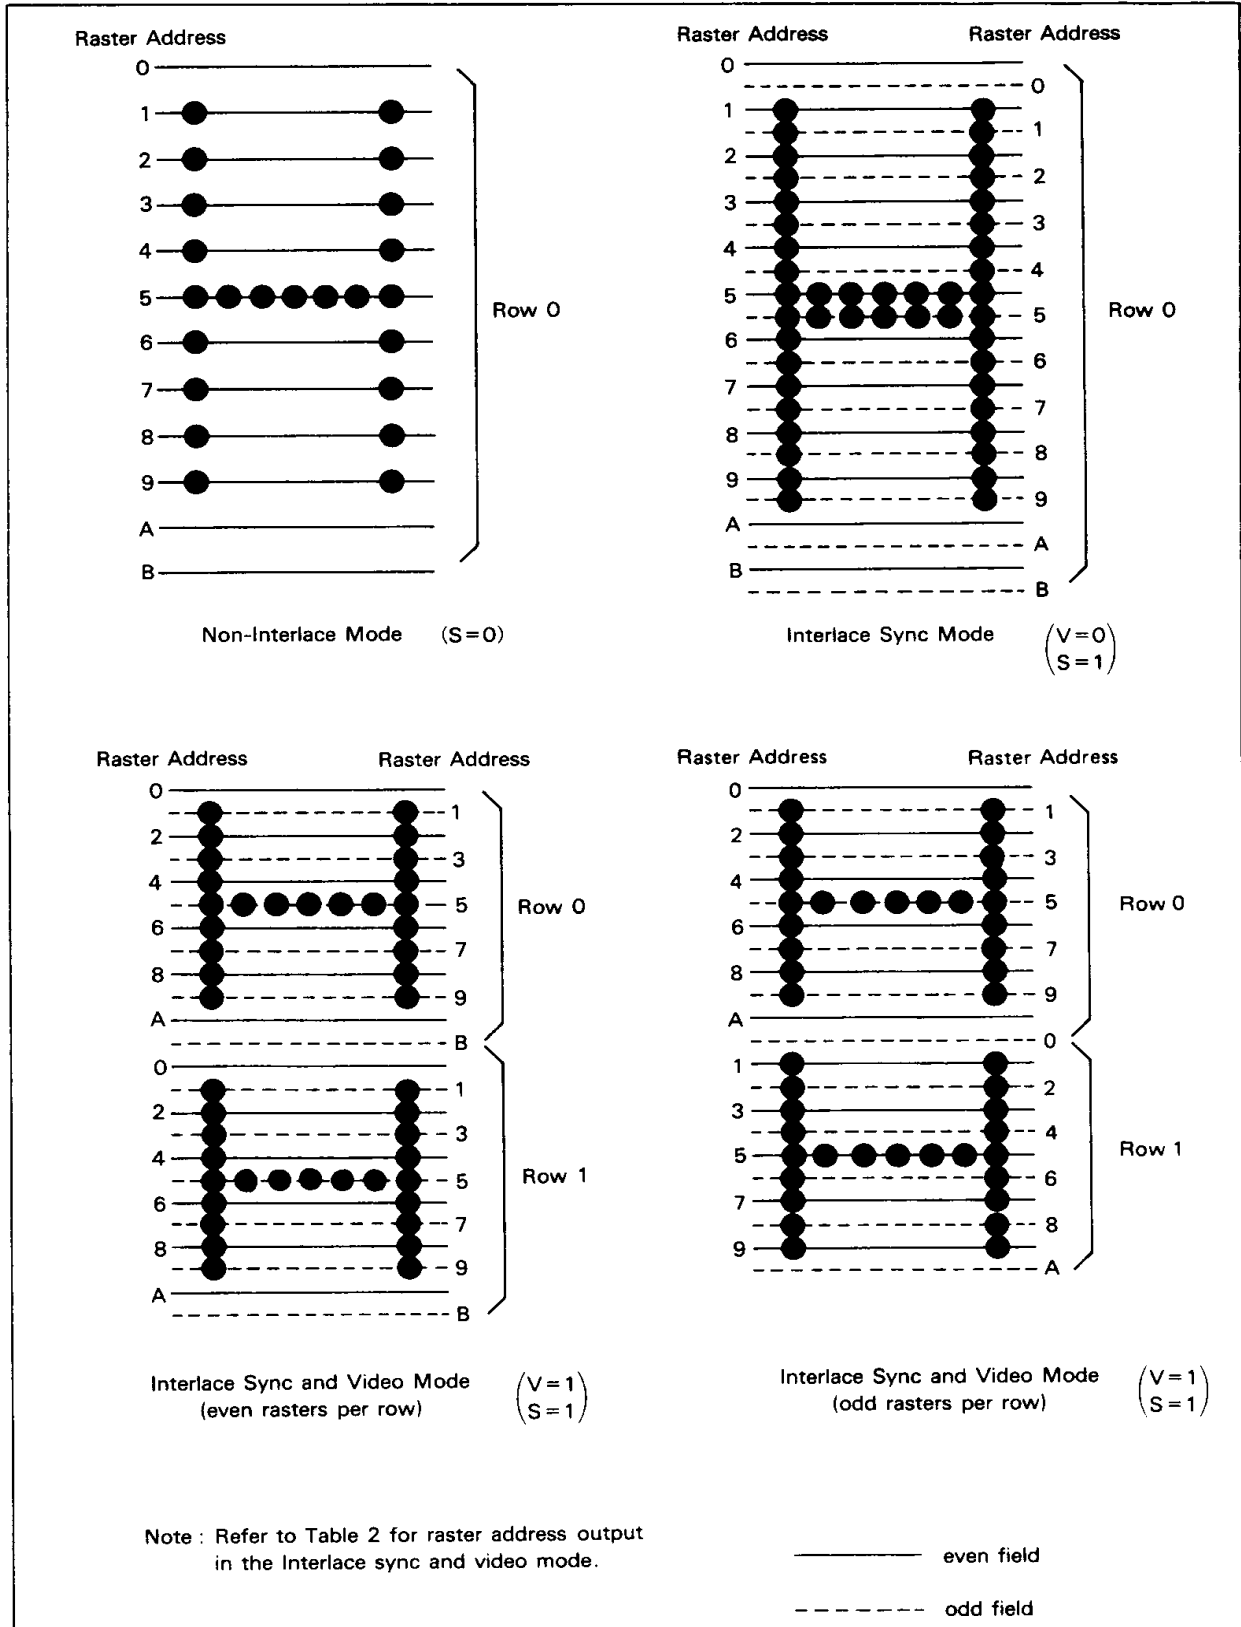 Raster Address
0
1
2
3
4
5
6
7
8
9
A
B
Row 0
Non-Interlace Mode (S=0)
Raster Address Raster Address
0
0
1
1
2
2
3
3
4
4
5
5
6
6
7
7
8
8
9
9
A
A
B
B
Row 0
Interlace Sync Mode (V=0
S=1)
Raster Address Raster Address
0
1
2
3
4
5
6
7
8
9
A
B
Row 0
0
1
2
3
4
5
6
7
8
9
A
B
Row 1
Interlace Sync and Video Mode (V=1
(even rasters per row) S=1)
Raster Address Raster Address
0
1
2
3
4
5
6
7
8
9
A
Row 0
0
1
2
3
4
5
6
7
8
9
A
Row 1
Interlace Sync and Video Mode (V=1
(odd rasters per row) S=1)
Note : Refer to Table 2 for raster address output
in the Interlace sync and video mode.
even field
odd field